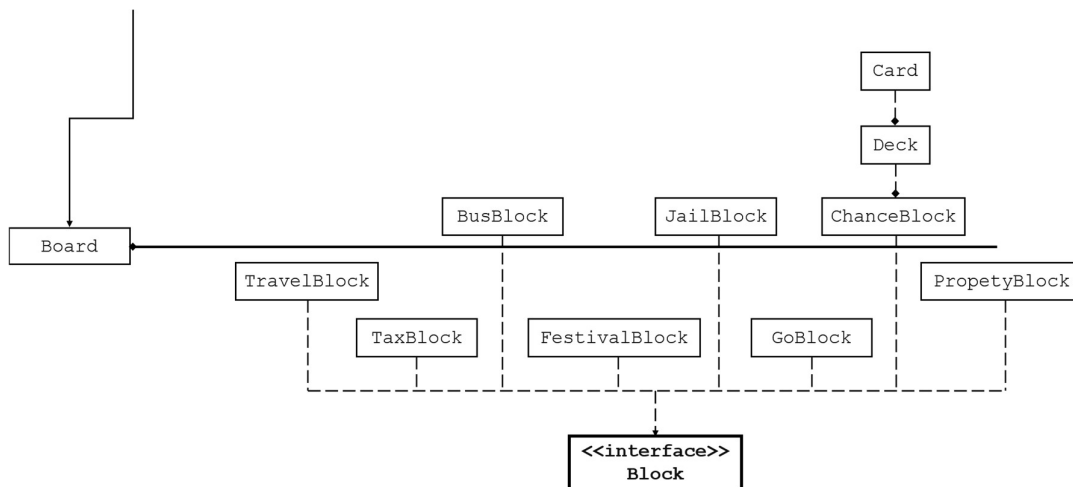 Card
Deck
BusBlock
JailBlock
ChanceBlock
Board
TravelBlock
PropetyBlock
TaxBlock
FestivalBlock
GoBlock
<<interface>>
Block